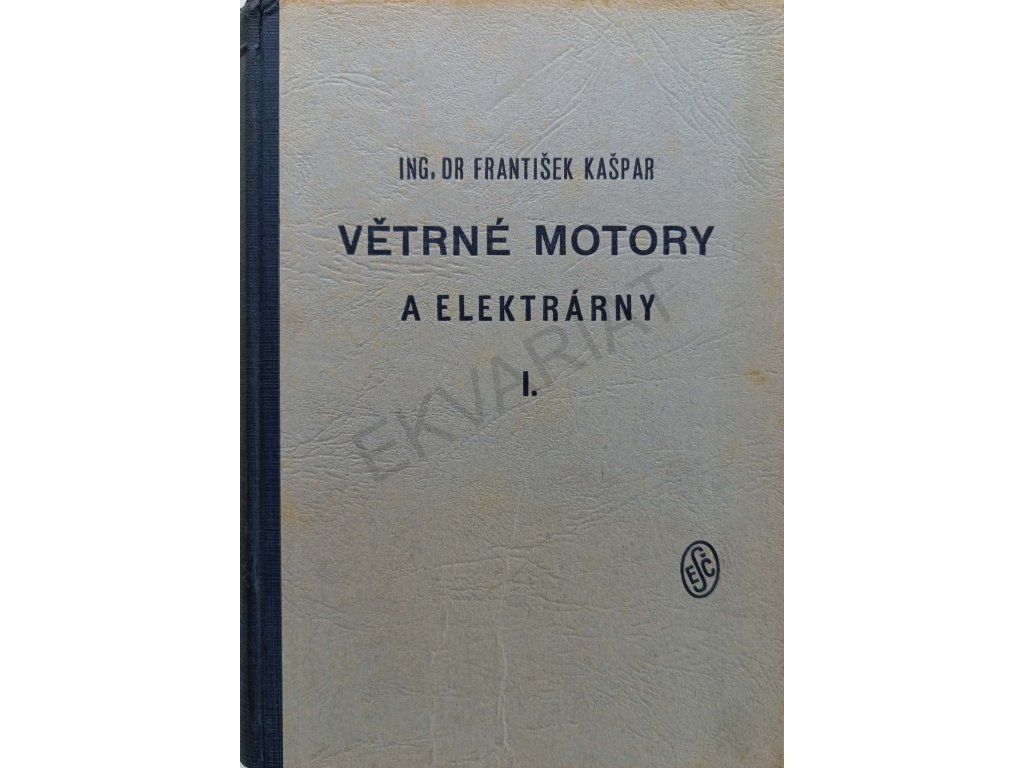 ING. DR FRANTIŠEK KAŠPAR
VĚTRNÉ MOTORY
A ELEKTRÁRNY
I.
EKVARIAT
ESČ